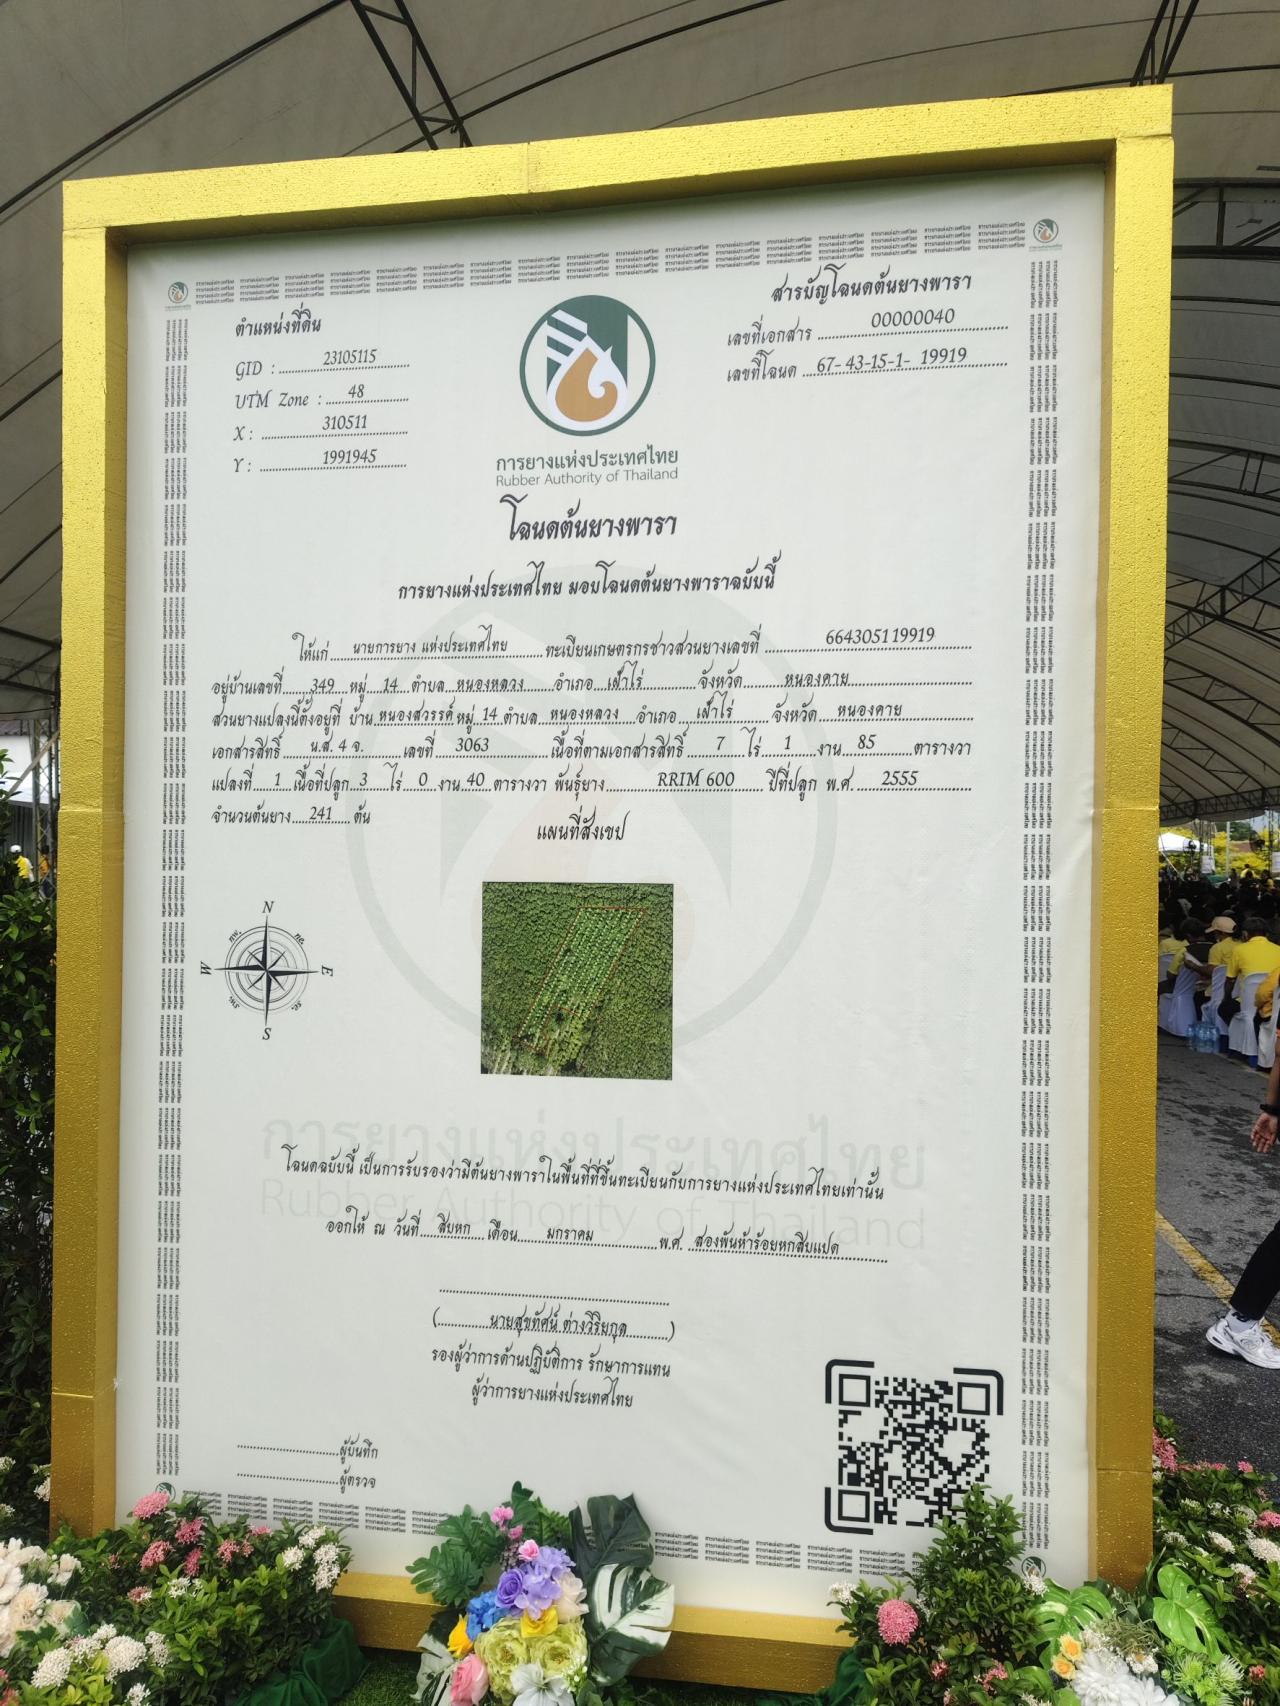 สารบัญโฉนดต้นยางพารา
เลขที่เอกสาร 00000040
เลขที่โฉนด 67-43-15-1- 19919
ตำแหน่งที่ดิน
GID : 23105115
UTM Zone : 48
X : 310511
Y : 1991945
การยางแห่งประเทศไทย
Rubber Authority of Thailand
โฉนดต้นยางพารา
การยางแห่งประเทศไทย มอบโฉนดต้นยางพาราฉบับนี้
ให้แก่ นายการยาง แห่งประเทศไทย ทะเบียนเกษตรกรชาวสวนยางเลขที่ 664305119919
อยู่บ้านเลขที่ 349 หมู่ 14 ตำบล หนองหลวง อำเภอ เฝ้าไร่ จังหวัด หนองคาย
สวนยางแปลงนี้ตั้งอยู่ที่ บ้าน หนองสวรรค์ หมู่ 14 ตำบล หนองหลวง อำเภอ เฝ้าไร่ จังหวัด หนองคาย
เอกสารสิทธิ์ น.ส. 4 จ. เลขที่ 3063 เนื้อที่ตามเอกสารสิทธิ์ 7 ไร่ 1 งาน 85 ตารางวา
แปลงที่ 1 เนื้อที่ปลูก 3 ไร่ 0 งาน 40 ตารางวา พันธุ์ยาง RRIM 600 ปีที่ปลูก พ.ศ. 2555
จำนวนต้นยาง 241 ต้น
แผนที่สังเขป
N
nw. ne.
W E
sw. se.
S
การยางแห่งประเทศไทย
Rubber Authority of Thailand
โฉนดฉบับนี้ เป็นการรับรองว่ามีต้นยางพาราในพื้นที่ที่ขึ้นทะเบียนกับการยางแห่งประเทศไทยเท่านั้น
ออกให้ ณ วันที่ สิบหก เดือน มกราคม พ.ศ. สองพันห้าร้อยหกสิบแปด
(นายสุขทัศน์ ต่างวิริยกุล)
รองผู้ว่าการด้านปฏิบัติการ รักษาการแทน
ผู้ว่าการยางแห่งประเทศไทย
ผู้บันทึก
ผู้ตรวจ